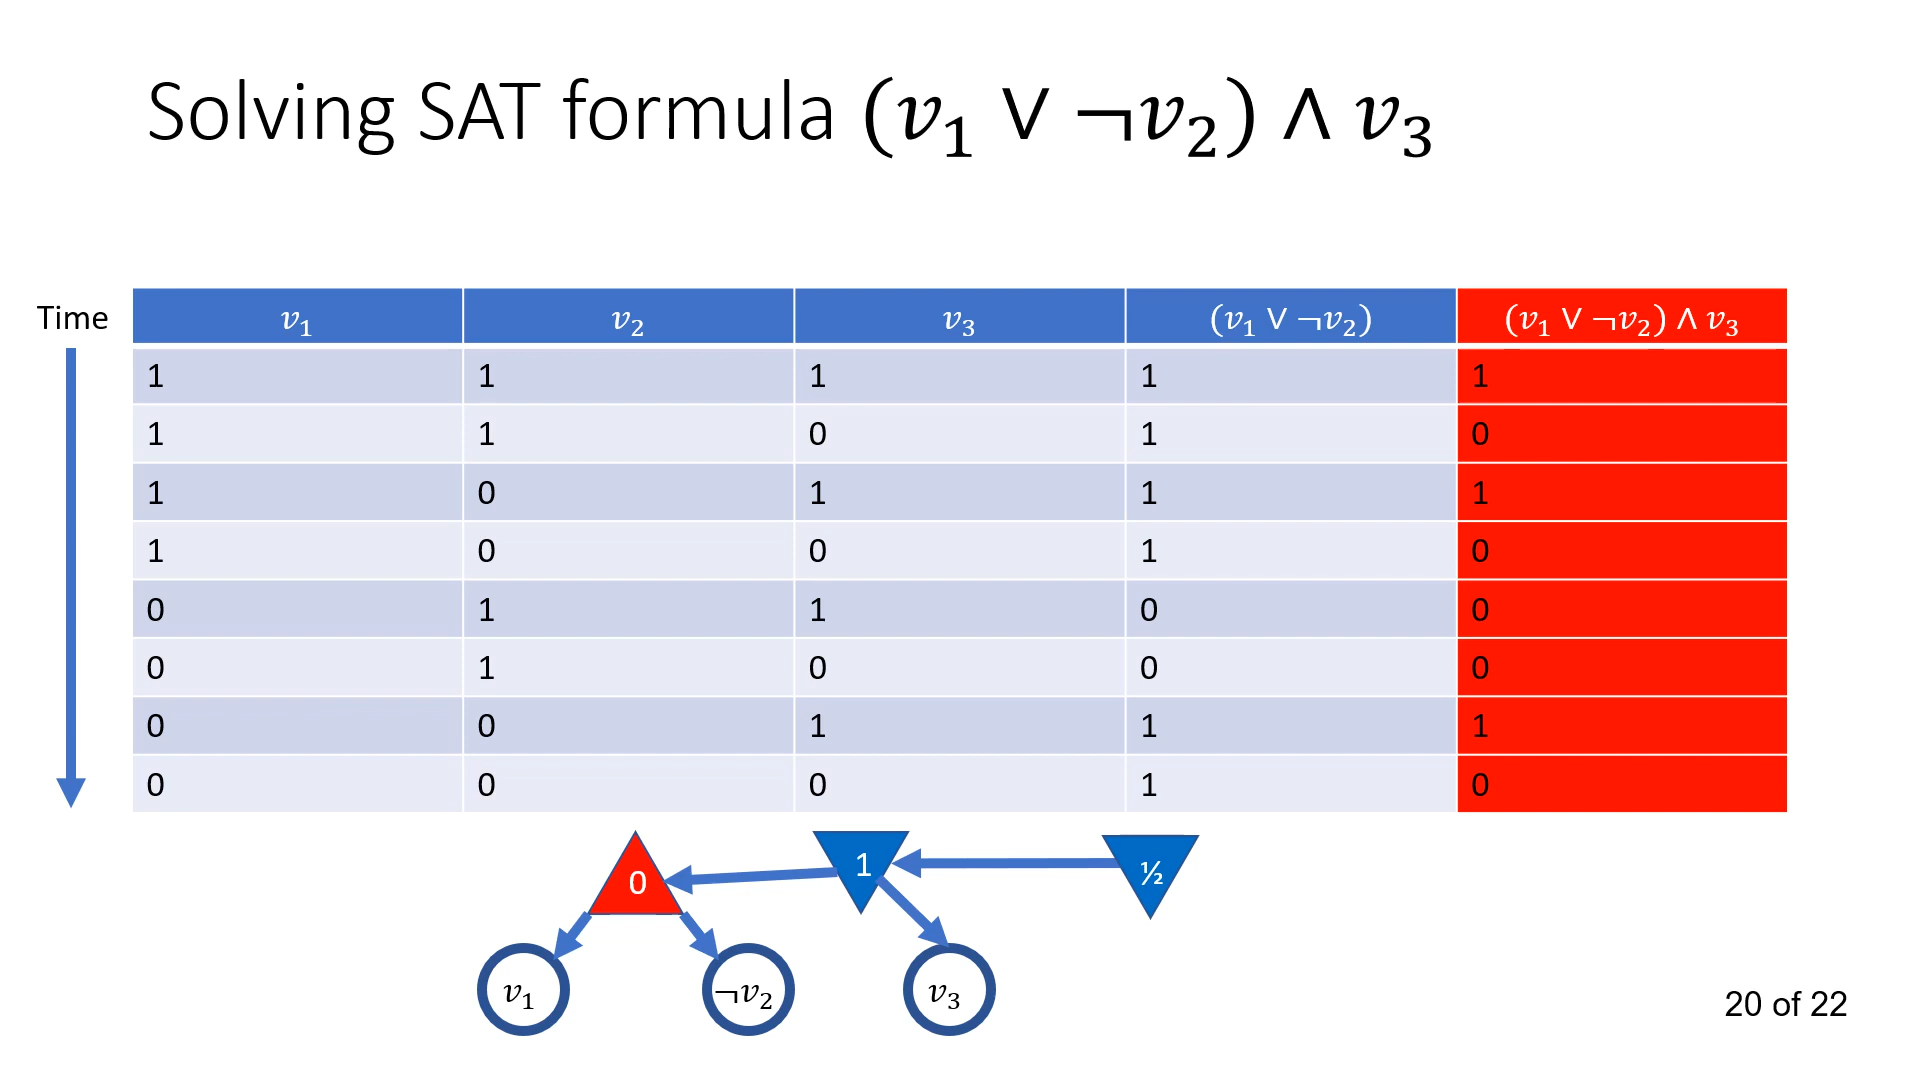 Solving SAT formula (𝑣₁ ∨ ¬𝑣₂) ∧ 𝑣₃
Time 𝑣₁ 𝑣₂ 𝑣₃ (𝑣₁ ∨ ¬𝑣₂) (𝑣₁ ∨ ¬𝑣₂) ∧ 𝑣₃
1 1 1 1 1
1 1 0 1 0
1 0 1 1 1
1 0 0 1 0
0 1 1 0 0
0 1 0 0 0
0 0 1 1 1
0 0 0 1 0
0 1 ½
𝑣₁ ¬𝑣₂ 𝑣₃
20 of 22